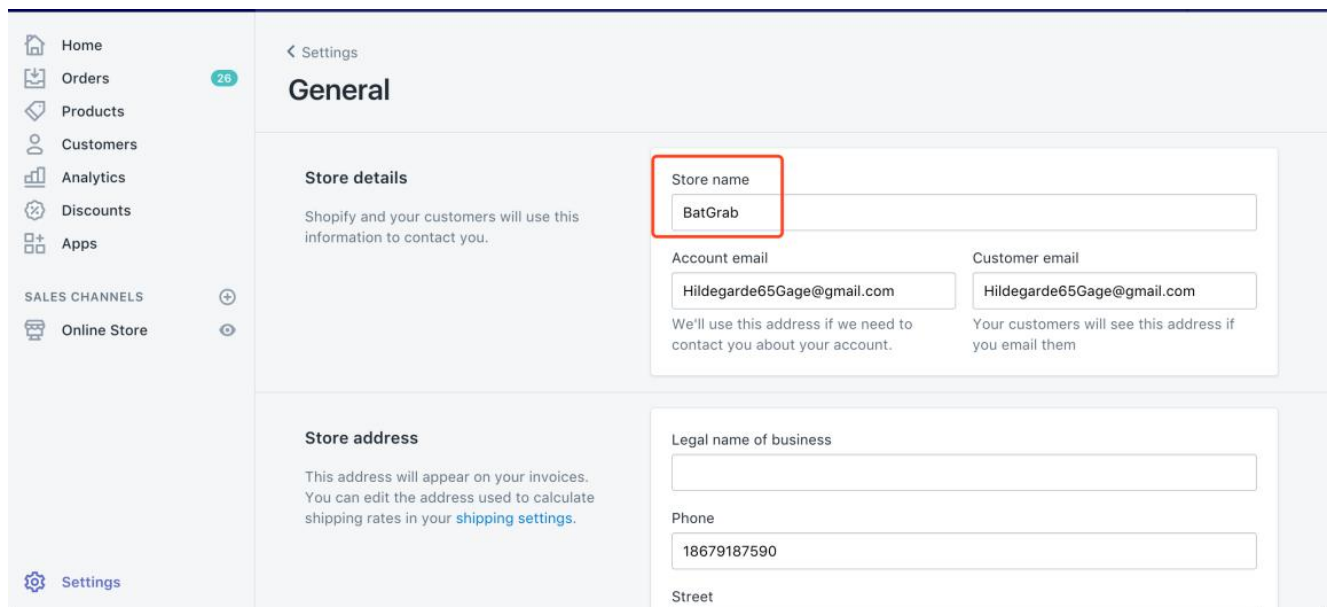 Home
Orders 26
Products
Customers
Analytics
Discounts
Apps
SALES CHANNELS
Online Store
Settings
Settings
General
Store details
Shopify and your customers will use this
information to contact you.
Store name
BatGrab
Account email
Hildegarde65Gage@gmail.com
We'll use this address if we need to
contact you about your account.
Customer email
Hildegarde65Gage@gmail.com
Your customers will see this address if
you email them
Store address
This address will appear on your invoices.
You can edit the address used to calculate
shipping rates in your shipping settings.
Legal name of business
Phone
18679187590
Street